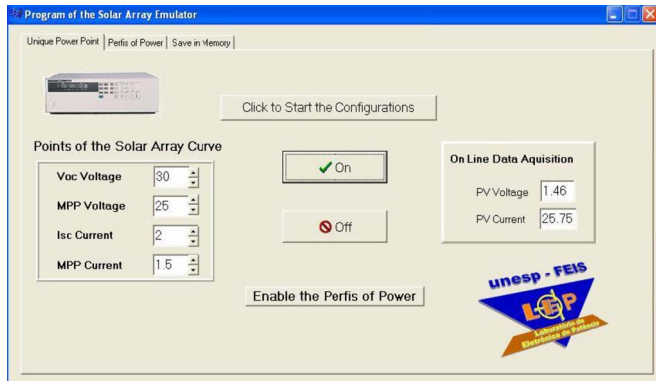 Program of the Solar Array Emulator
Unique Power Point
Perfis of Power
Save in Memory
Click to Start the Configurations
Points of the Solar Array Curve
Voc Voltage 30
MPP Voltage 25
Isc Current 2
MPP Current 1.5
On
Off
On Line Data Aquisition
PV Voltage 1.46
PV Current 25.75
Enable the Perfis of Power
unesp - FEIS
LEP
Laboratório de
Eletrônica de Potência